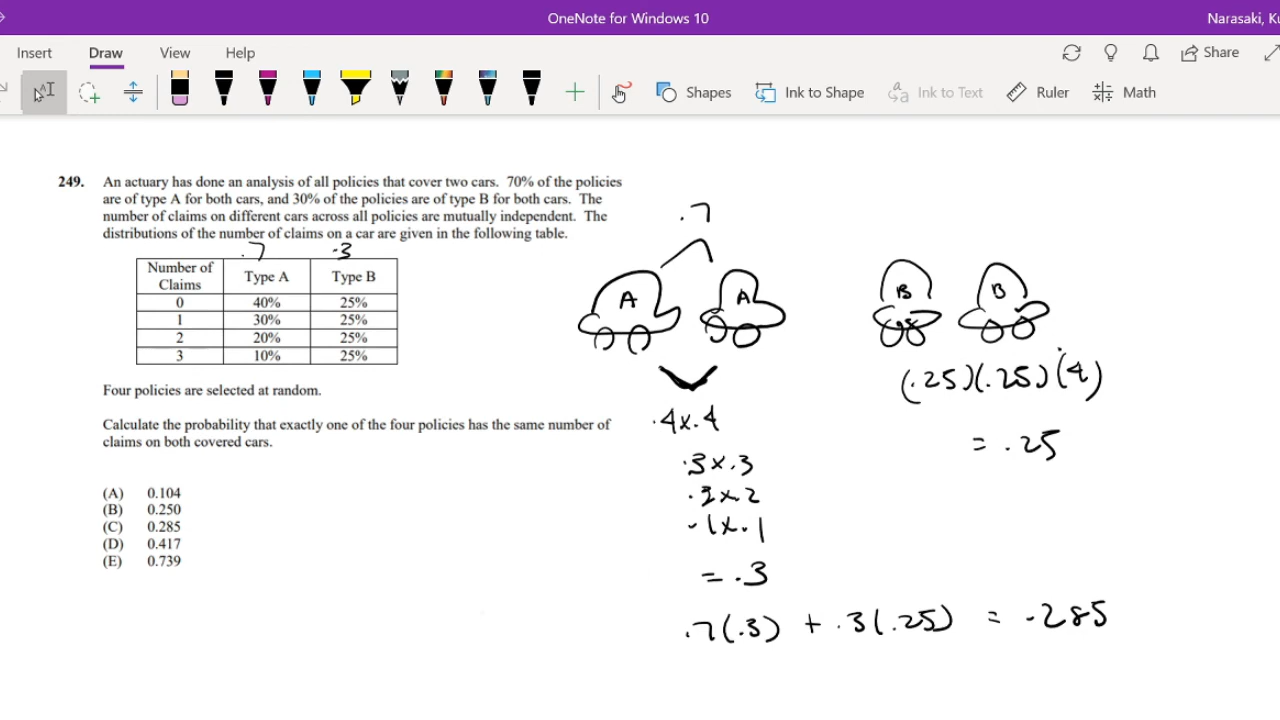 OneNote for Windows 10
Narasaki, Ku
Insert Draw View Help
Share
Shapes Ink to Shape Ink to Text Ruler Math
249. An actuary has done an analysis of all policies that cover two cars. 70% of the policies
are of type A for both cars, and 30% of the policies are of type B for both cars. The
number of claims on different cars across all policies are mutually independent. The
distributions of the number of claims on a car are given in the following table.
.7 .3
Number of Claims Type A Type B
0 40% 25%
1 30% 25%
2 20% 25%
3 10% 25%
Four policies are selected at random.
Calculate the probability that exactly one of the four policies has the same number of
claims on both covered cars.
(A) 0.104
(B) 0.250
(C) 0.285
(D) 0.417
(E) 0.739
.7
A A B B
(.25)(.25)(4)
= .25
.4x.4
.3x.3
.2x.2
.1x.1
= .3
.7(.3) + .3(.25) = .285